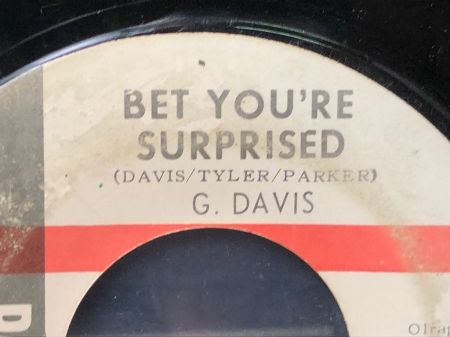 BET YOU'RE
SURPRISED
(DAVIS/TYLER/PARKER)
G. DAVIS
D